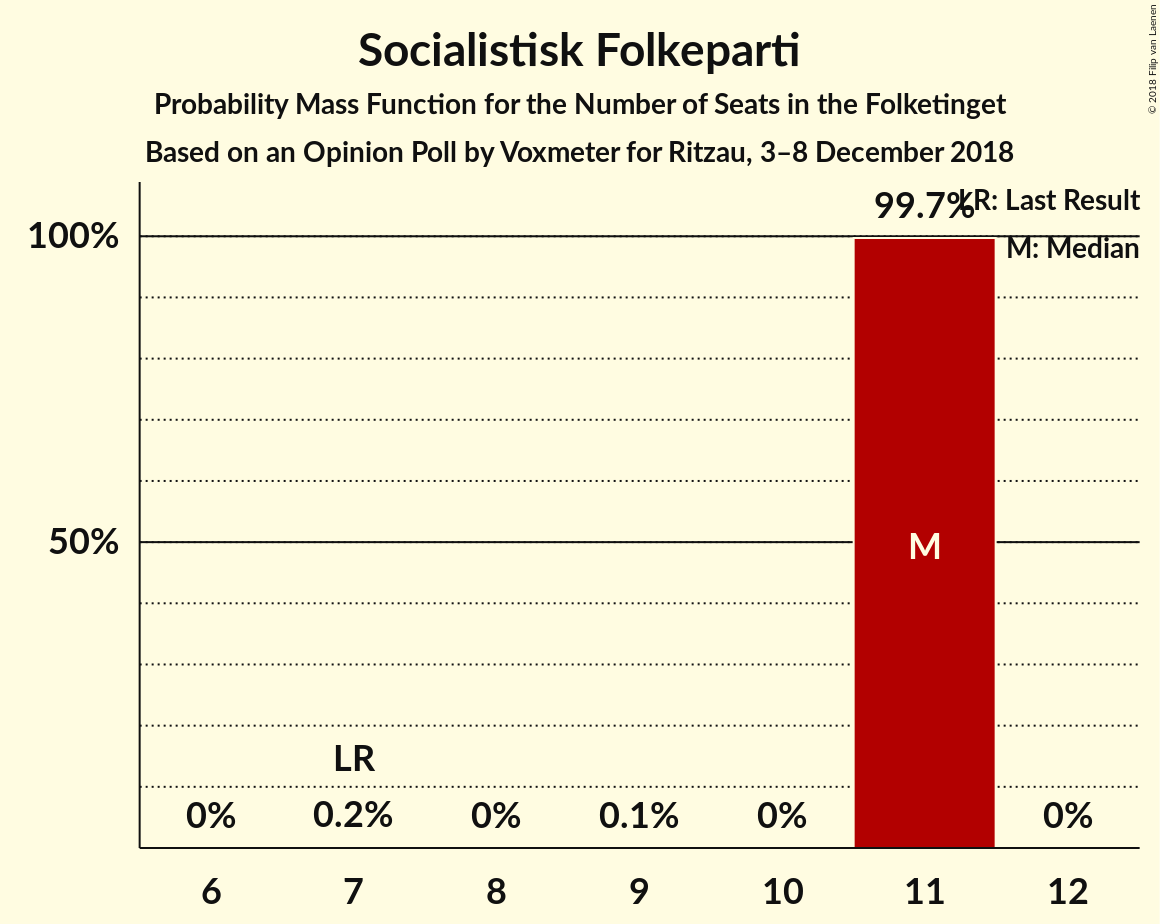 Socialistisk Folkeparti
Probability Mass Function for the Number of Seats in the Folketinget
Based on an Opinion Poll by Voxmeter for Ritzau, 3–8 December 2018
© 2018 Filip van Laenen
99.7%
LR: Last Result
M: Median
100%
50%
M
LR
0%
0.2%
0%
0.1%
0%
0%
6
7
8
9
10
11
12